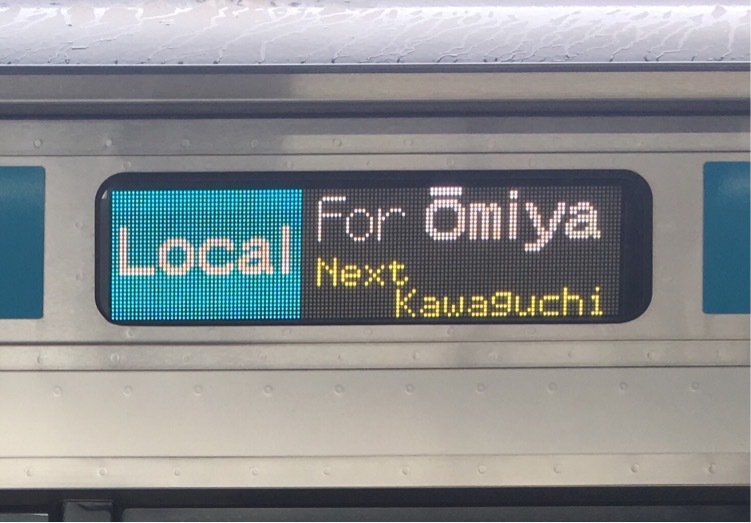 Local
For Ōmiya
Next
Kawaguchi